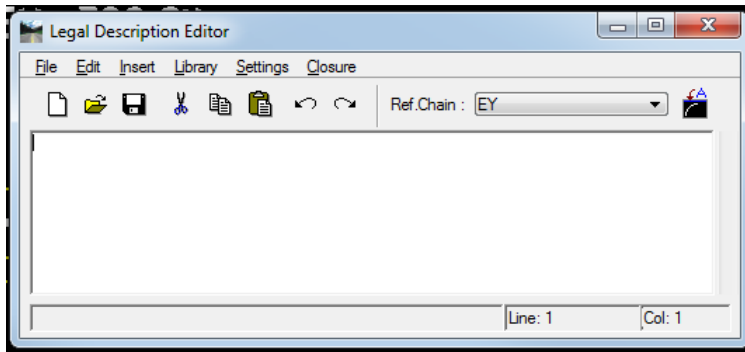 Legal Description Editor
File Edit Insert Library Settings Closure
Ref.Chain : EY
A
Line: 1 Col: 1